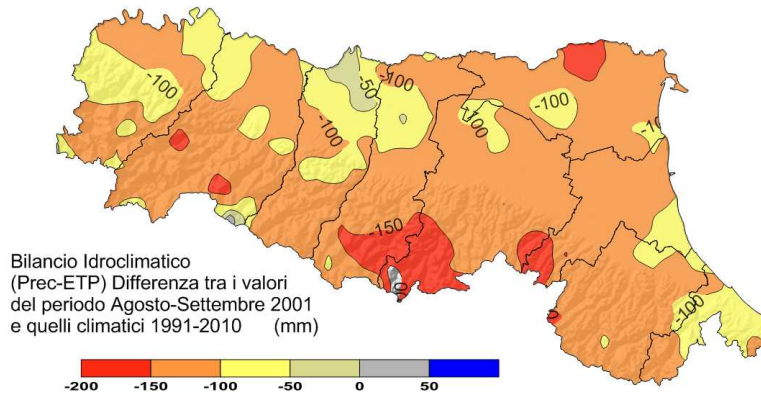 -100
-50
-100
-100
-100
-100
-150
-100
Bilancio Idroclimatico
(Prec-ETP) Differenza tra i valori
del periodo Agosto-Settembre 2001
e quelli climatici 1991-2010 (mm)
-200 -150 -100 -50 0 50